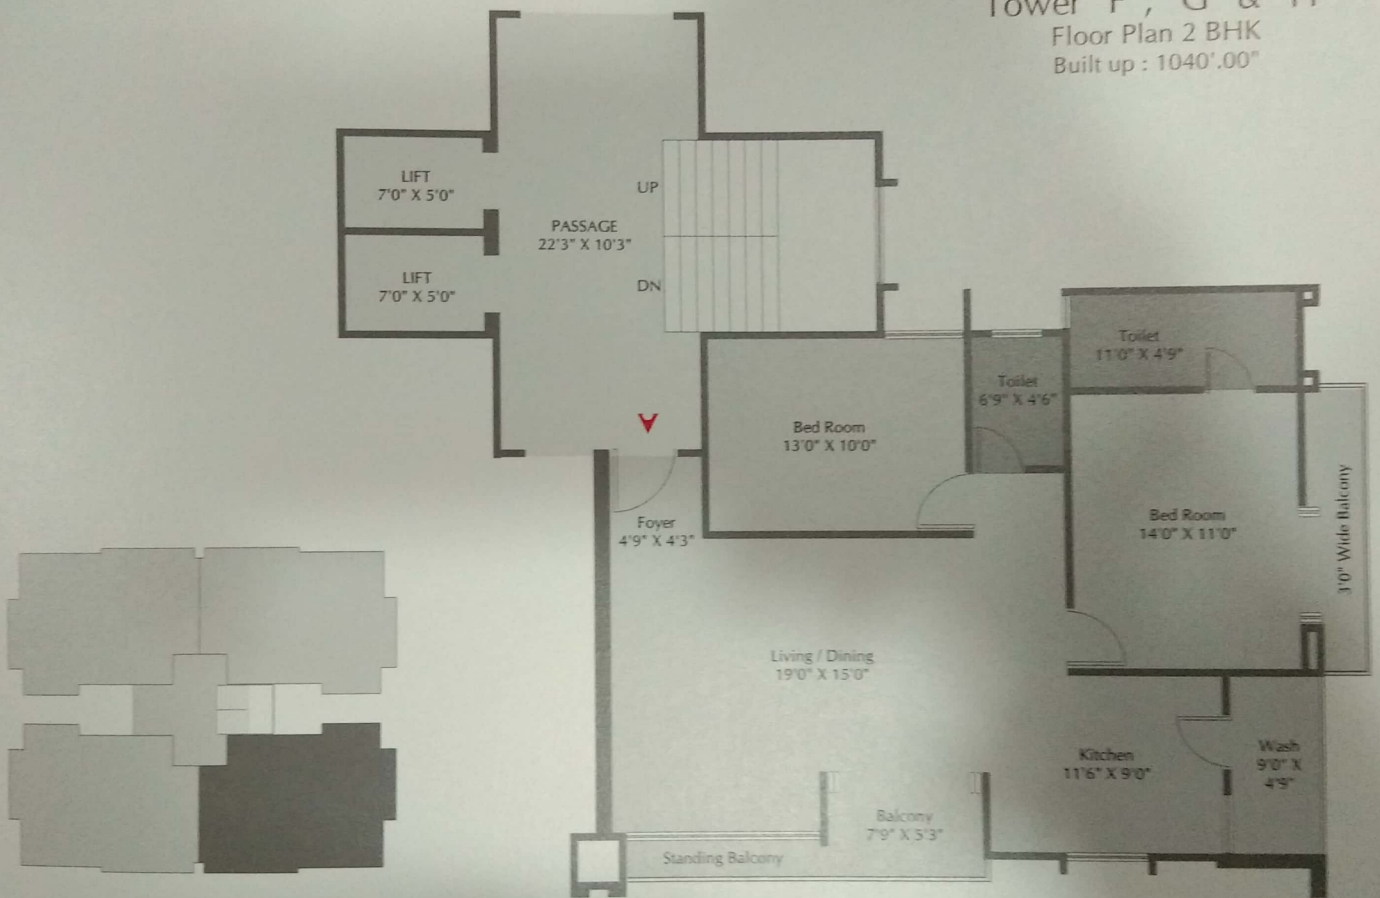 Tower F, G & H
Floor Plan 2 BHK
Built up : 1040'.00"
LIFT
7'0" X 5'0"
UP
PASSAGE
22'3" X 10'3"
LIFT
7'0" X 5'0"
DN
Toilet
11'0" X 4'9"
Toilet
6'9" X 4'6"
Bed Room
13'0" X 10'0"
Foyer
4'9" X 4'3"
Bed Room
14'0" X 11'0"
3'0" Wide Balcony
Living / Dining
19'0" X 15'0"
Kitchen
11'6" X 9'0"
Wash
9'0" X
4'9"
Balcony
7'9" X 5'3"
Standing Balcony